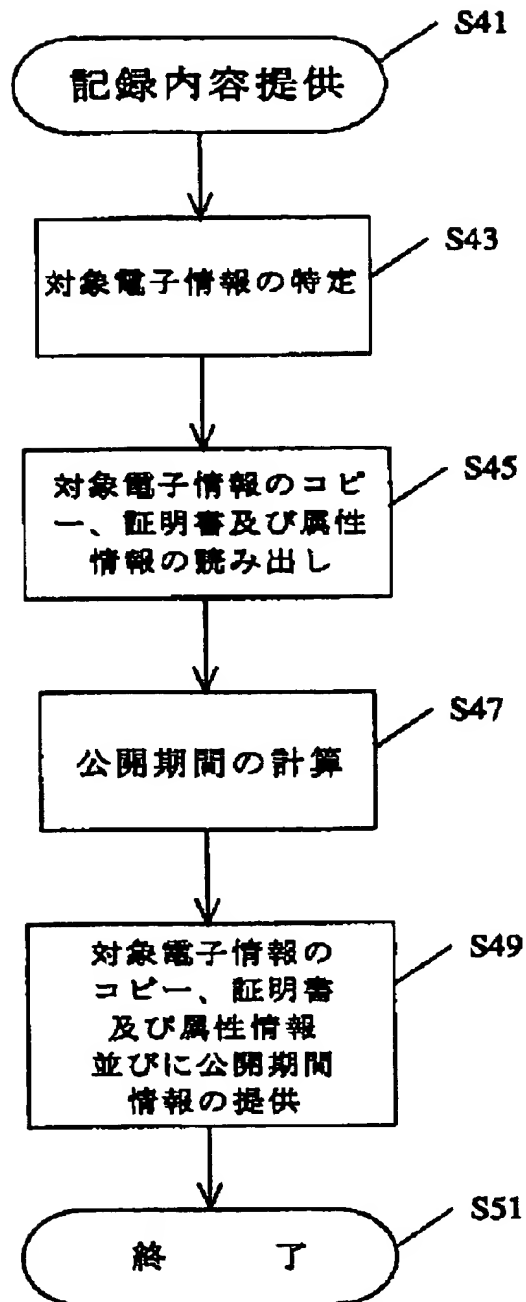 S41
記録内容提供
S43
対象電子情報の特定
S45
対象電子情報のコピ
ー、証明書及び属性
情報の読み出し
S47
公開期間の計算
S49
対象電子情報の
コピー、証明書
及び属性情報
並びに公開期間
情報の提供
S51
終 了